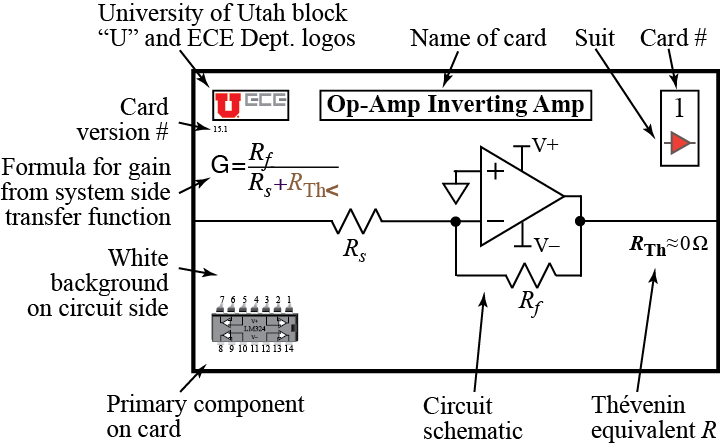 University of Utah block
“U” and ECE Dept. logos
Name of card
Suit
Card #
U ECE
Op-Amp Inverting Amp
1
Card
version #
15.1
Formula for gain
from system side
transfer function
G=Rf
Rs+RTh<
+
V+
−
V−
Rs
Rf
RTh≈0Ω
White
background
on circuit side
7 6 5 4 3 2 1
V+
LM324
V−
8 9 10 11 12 13 14
Primary component
on card
Circuit
schematic
Thévenin
equivalent R